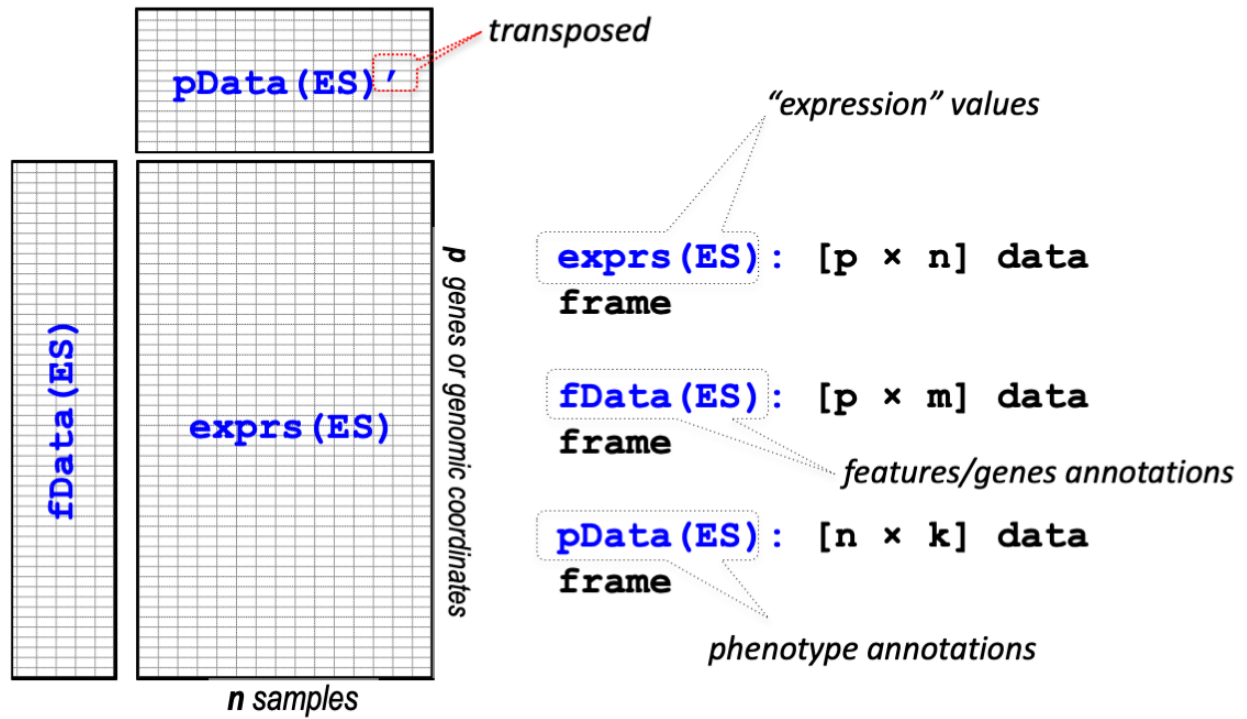 transposed
pData(ES)’
“expression” values
exprs(ES): [p × n] data
frame
p genes or genomic coordinates
fData(ES)
exprs(ES)
fData(ES): [p × m] data
frame
features/genes annotations
pData(ES): [n × k] data
frame
phenotype annotations
n samples